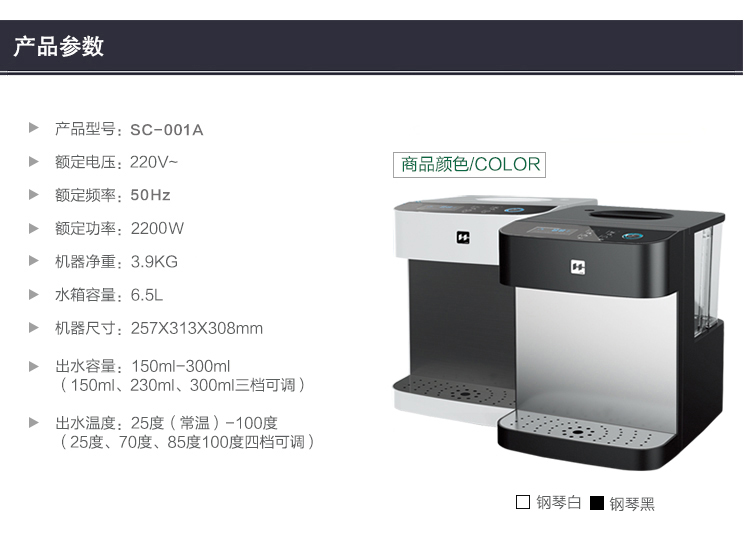 产品参数
产品型号：SC-001A
额定电压：220V~
额定频率：50Hz
额定功率：2200W
机器净重：3.9KG
水箱容量：6.5L
机器尺寸：257X313X308mm
出水容量：150ml-300ml
（150ml、230ml、300ml三档可调）
出水温度：25度（常温）-100度
（25度、70度、85度100度四档可调）
商品颜色/COLOR
钢琴白 钢琴黑